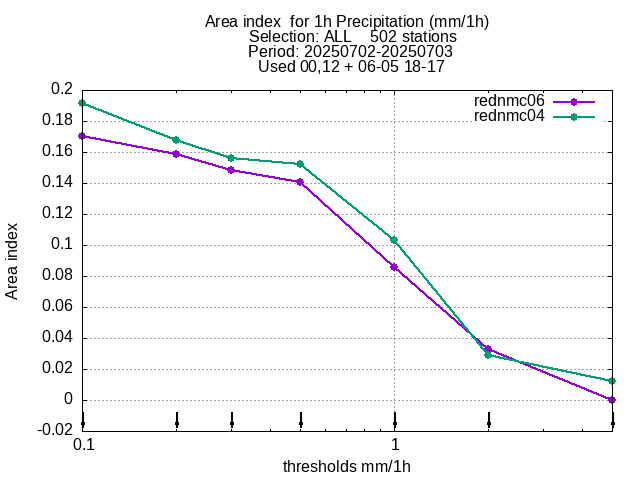 Area index  for 1h Precipitation (mm/1h)
Selection: ALL    502 stations
Period: 20250702-20250703
Used 00,12 + 06-05 18-17
rednmc06
rednmc04
0.2
0.18
0.16
0.14
0.12
0.1
0.08
0.06
0.04
0.02
0
-0.02
Area index
0.1
1
thresholds mm/1h